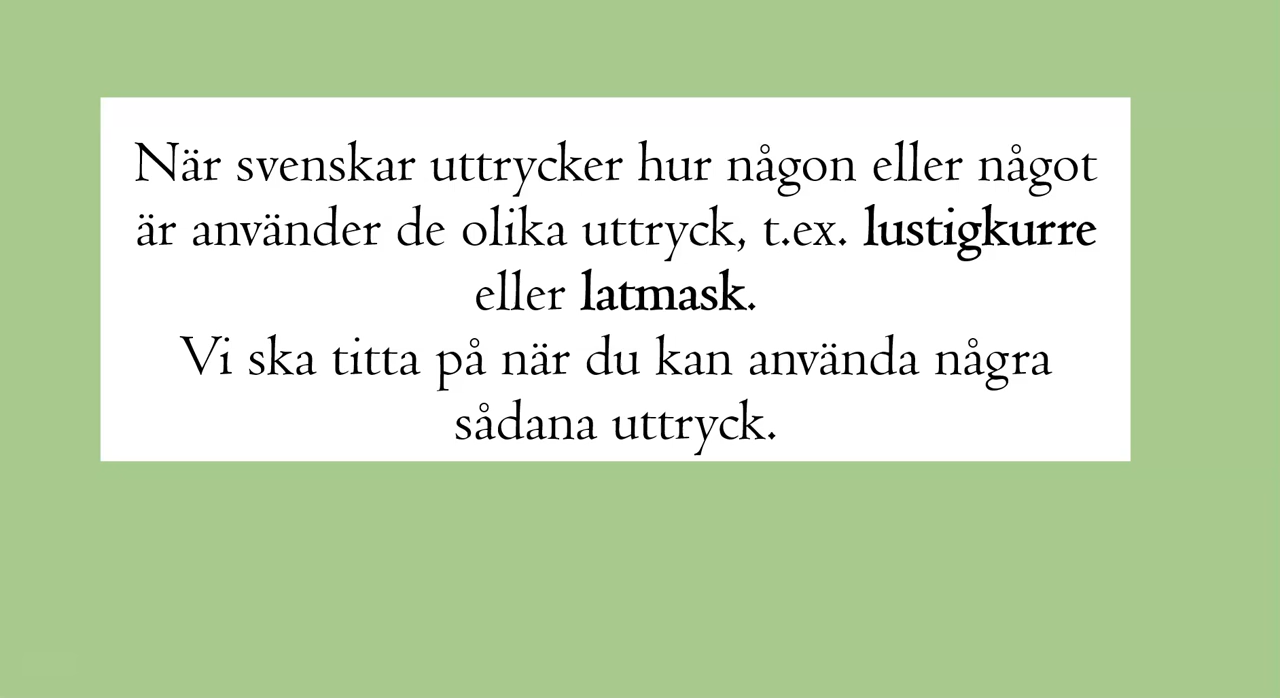 När svenskar uttrycker hur någon eller något
är använder de olika uttryck, t.ex. lustigkurre
eller latmask.
Vi ska titta på när du kan använda några
sådana uttryck.